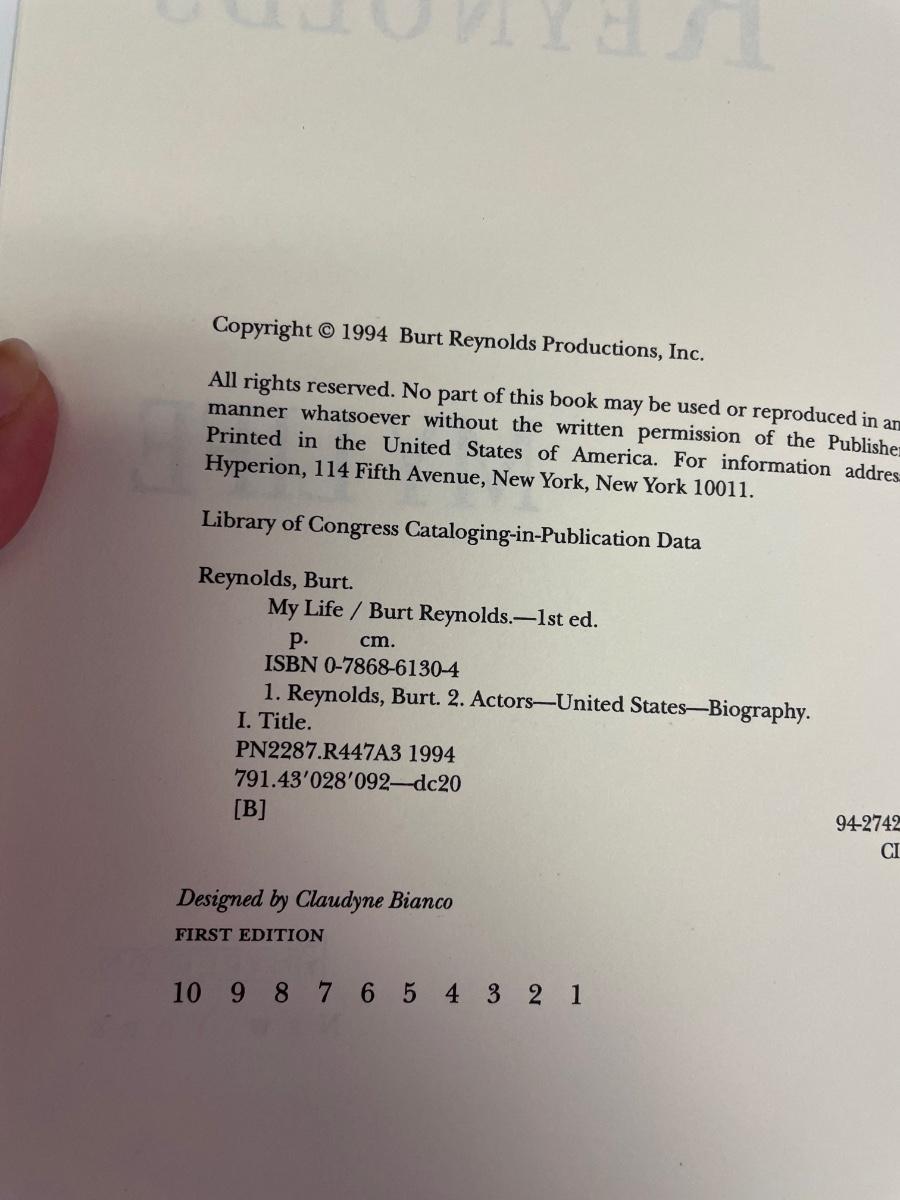 REYNOLDS
Copyright © 1994 Burt Reynolds Productions, Inc.
All rights reserved. No part of this book may be used or reproduced in an
manner whatsoever without the written permission of the Publishe
Printed in the United States of America. For information addres
Hyperion, 114 Fifth Avenue, New York, New York 10011.
Library of Congress Cataloging-in-Publication Data
Reynolds, Burt.
My Life / Burt Reynolds.—1st ed.
p. cm.
ISBN 0-7868-6130-4
1. Reynolds, Burt. 2. Actors—United States—Biography.
I. Title.
PN2287.R447A3 1994
791.43′028′092—dc20
[B]
94-2742
CI
Designed by Claudyne Bianco
FIRST EDITION
10 9 8 7 6 5 4 3 2 1